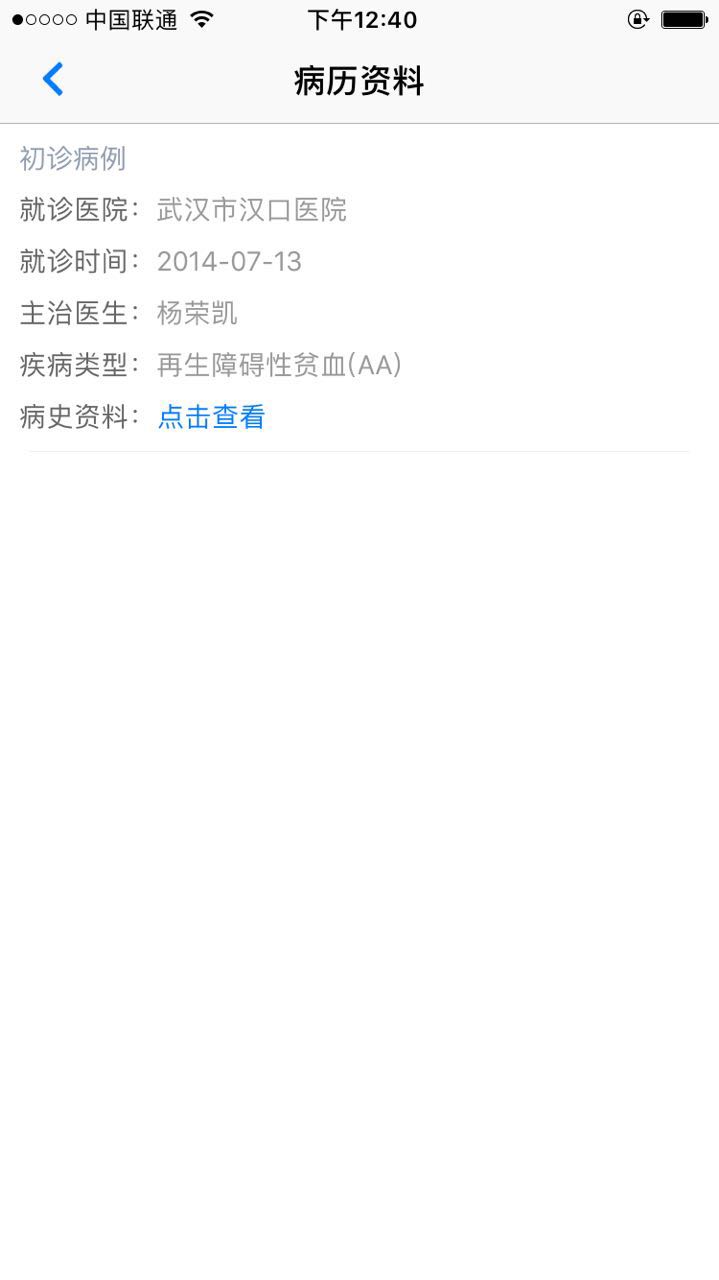 中国联通 下午12:40
病历资料
初诊病例
就诊医院：武汉市汉口医院
就诊时间：2014-07-13
主治医生：杨荣凯
疾病类型：再生障碍性贫血(AA)
病史资料：点击查看